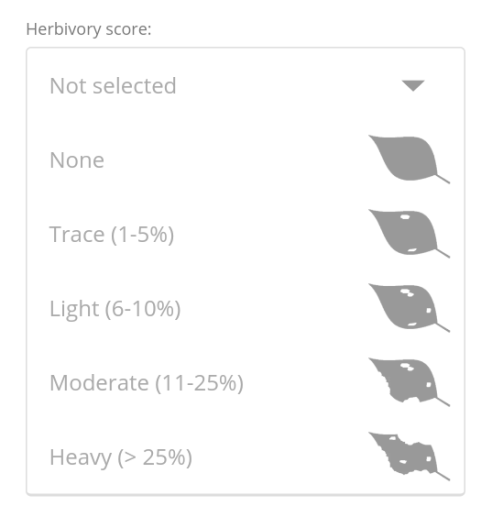 Herbivory score:
Not selected
None
Trace (1-5%)
Light (6-10%)
Moderate (11-25%)
Heavy (> 25%)